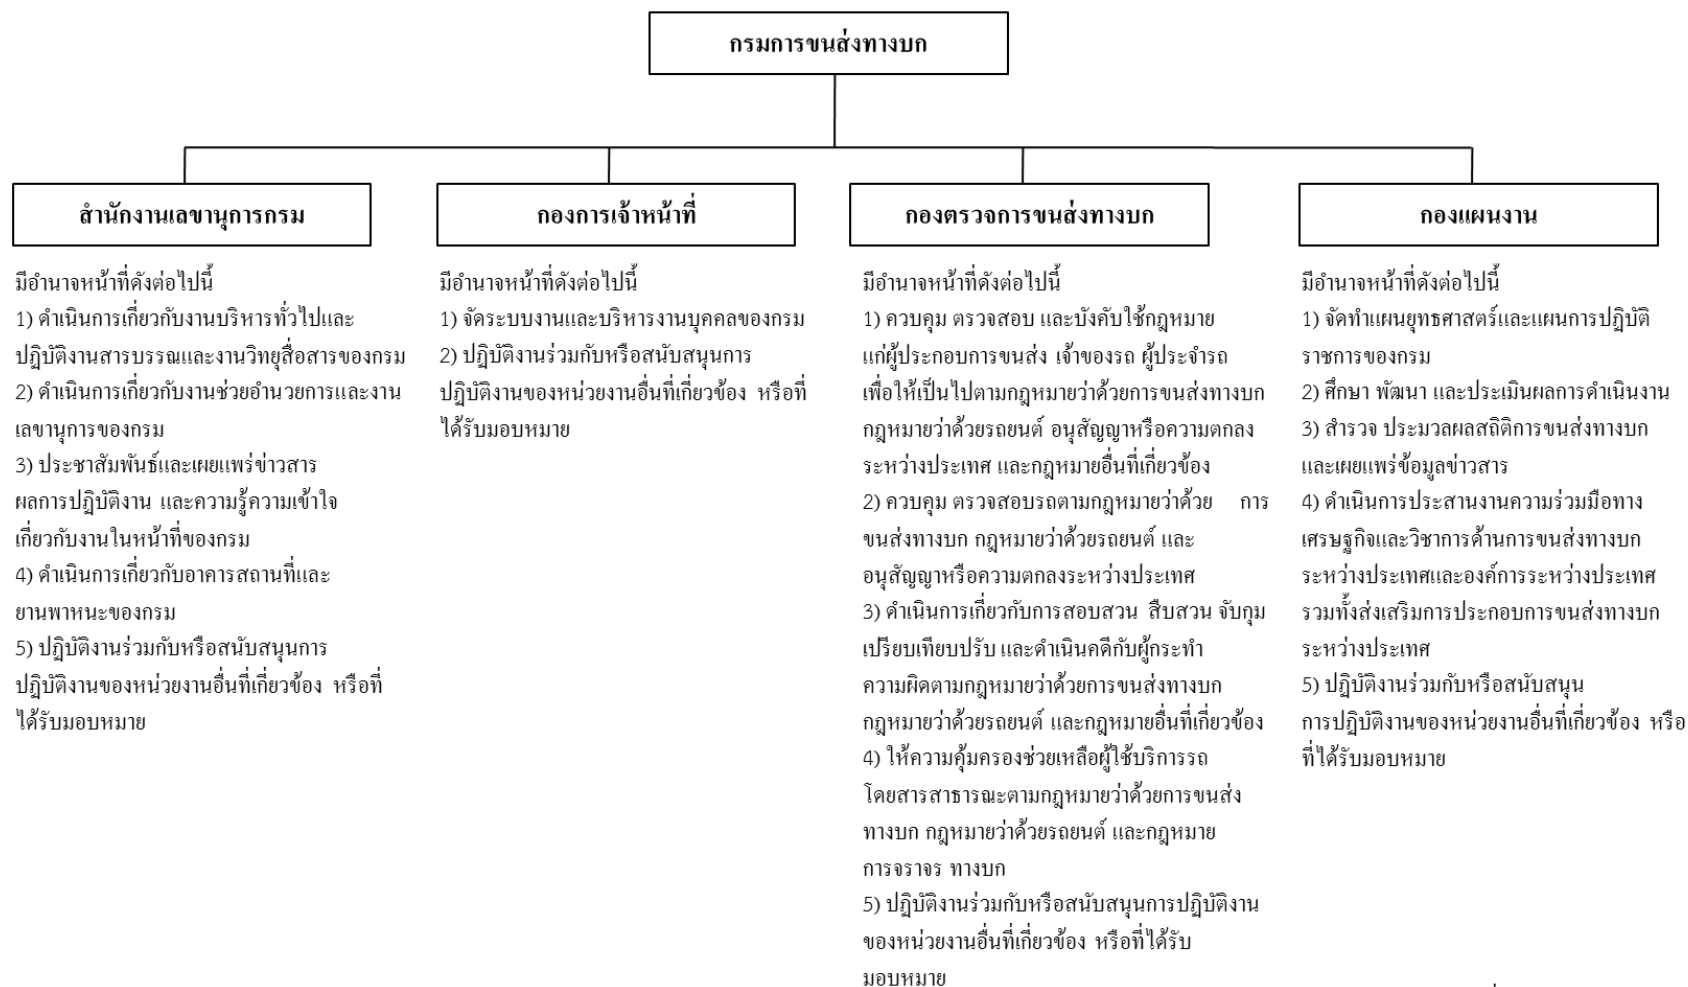 กรมการขนส่งทางบก
สำนักงานเลขานุการกรม
มีอำนาจหน้าที่ดังต่อไปนี้
1) ดำเนินการเกี่ยวกับงานบริหารทั่วไปและ
ปฏิบัติงานสารบรรณและงานวิทยุสื่อสารของกรม
2) ดำเนินการเกี่ยวกับงานช่วยอำนวยการและงาน
เลขานุการของกรม
3) ประชาสัมพันธ์และเผยแพร่ข่าวสาร
ผลการปฏิบัติงาน และความรู้ความเข้าใจ
เกี่ยวกับงานในหน้าที่ของกรม
4) ดำเนินการเกี่ยวกับอาคารสถานที่และ
ยานพาหนะของกรม
5) ปฏิบัติงานร่วมกับหรือสนับสนุนการ
ปฏิบัติงานของหน่วยงานอื่นที่เกี่ยวข้อง หรือที่
ได้รับมอบหมาย
กองการเจ้าหน้าที่
มีอำนาจหน้าที่ดังต่อไปนี้
1) จัดระบบงานและบริหารงานบุคคลของกรม
2) ปฏิบัติงานร่วมกับหรือสนับสนุนการ
ปฏิบัติงานของหน่วยงานอื่นที่เกี่ยวข้อง หรือที่
ได้รับมอบหมาย
กองตรวจการขนส่งทางบก
มีอำนาจหน้าที่ดังต่อไปนี้
1) ควบคุม ตรวจสอบ และบังคับใช้กฎหมาย
แก่ผู้ประกอบการขนส่ง เจ้าของรถ ผู้ประจำรถ
เพื่อให้เป็นไปตามกฎหมายว่าด้วยการขนส่งทางบก
กฎหมายว่าด้วยรถยนต์ อนุสัญญาหรือความตกลง
ระหว่างประเทศ และกฎหมายอื่นที่เกี่ยวข้อง
2) ควบคุม ตรวจสอบรถตามกฎหมายว่าด้วย การ
ขนส่งทางบก กฎหมายว่าด้วยรถยนต์ และ
อนุสัญญาหรือความตกลงระหว่างประเทศ
3) ดำเนินการเกี่ยวกับการสอบสวน สืบสวน จับกุม
เปรียบเทียบปรับ และดำเนินคดีกับผู้กระทำ
ความผิดตามกฎหมายว่าด้วยการขนส่งทางบก
กฎหมายว่าด้วยรถยนต์ และกฎหมายอื่นที่เกี่ยวข้อง
4) ให้ความคุ้มครองช่วยเหลือผู้ใช้บริการรถ
โดยสารสาธารณะตามกฎหมายว่าด้วยการขนส่ง
ทางบก กฎหมายว่าด้วยรถยนต์ และกฎหมาย
การจราจร ทางบก
5) ปฏิบัติงานร่วมกับหรือสนับสนุนการปฏิบัติงาน
ของหน่วยงานอื่นที่เกี่ยวข้อง หรือที่ได้รับ
มอบหมาย
กองแผนงาน
มีอำนาจหน้าที่ดังต่อไปนี้
1) จัดทำแผนยุทธศาสตร์และแผนการปฏิบัติ
ราชการของกรม
2) ศึกษา พัฒนา และประเมินผลการดำเนินงาน
3) สำรวจ ประมวลผลสถิติการขนส่งทางบก
และเผยแพร่ข้อมูลข่าวสาร
4) ดำเนินการประสานงานความร่วมมือทาง
เศรษฐกิจและวิชาการด้านการขนส่งทางบก
ระหว่างประเทศและองค์การระหว่างประเทศ
รวมทั้งส่งเสริมการประกอบการขนส่งทางบก
ระหว่างประเทศ
5) ปฏิบัติงานร่วมกับหรือสนับสนุน
การปฏิบัติงานของหน่วยงานอื่นที่เกี่ยวข้อง หรือ
ที่ได้รับมอบหมาย